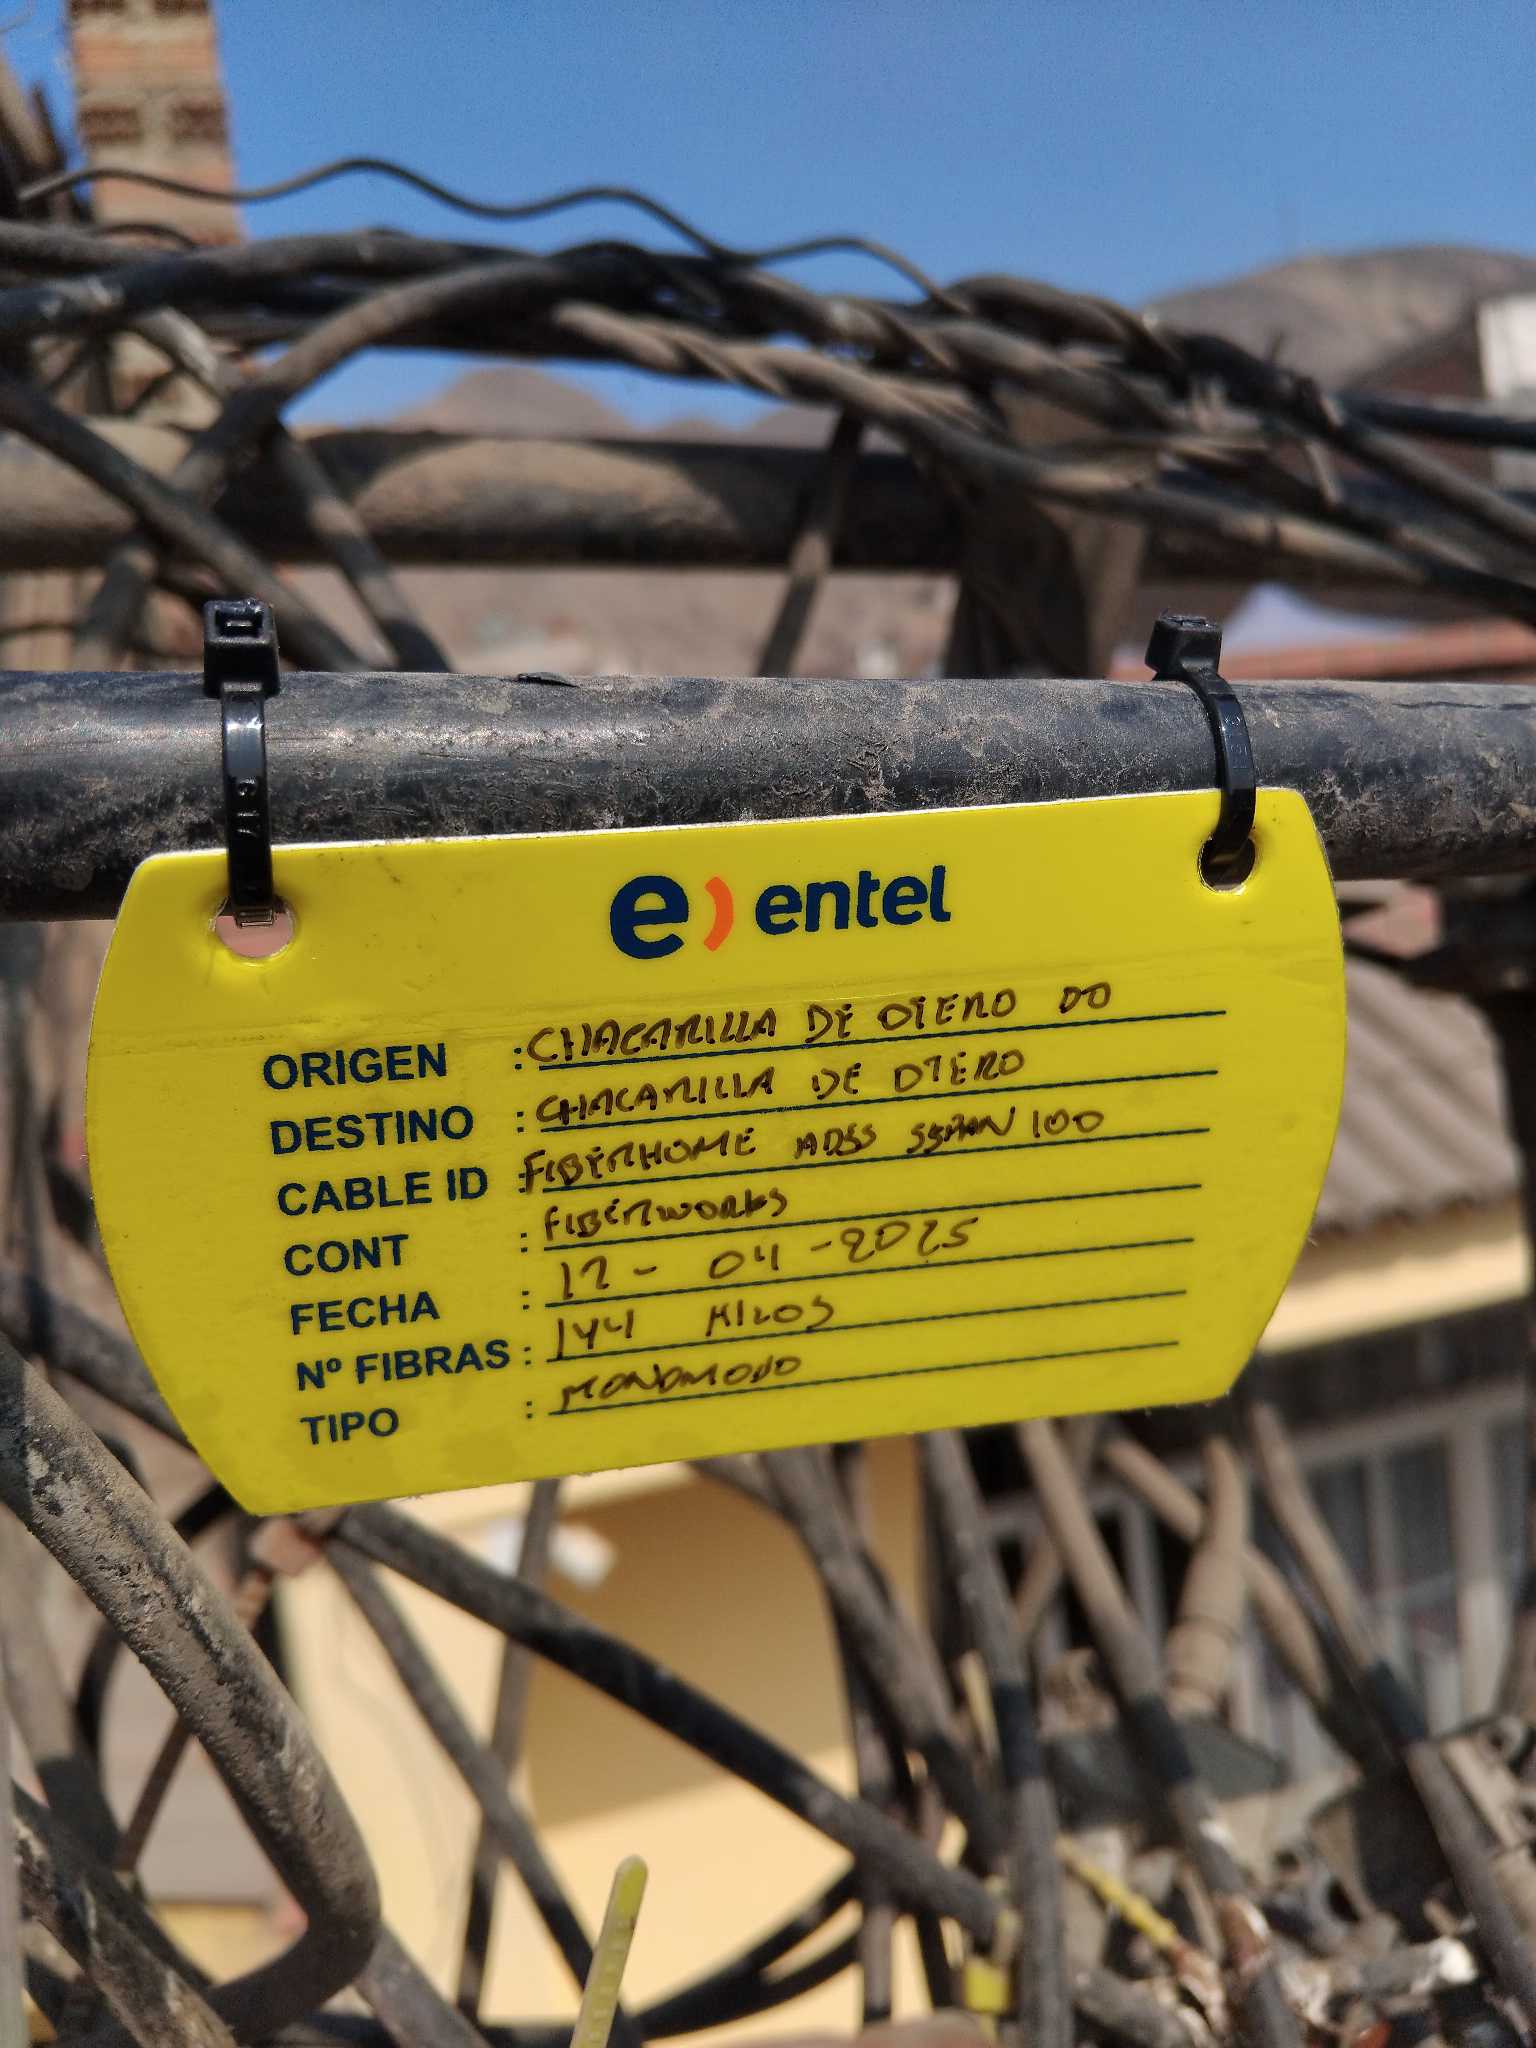 e) entel
ORIGEN : CHACARILLA DE OTERO DO
DESTINO : CHACARILLA DE OTERO
CABLE ID : FIBERHOME ADSS SSPAN 100
CONT : FIBERWORKS
FECHA : 12 - 04 - 2025
Nº FIBRAS : 144 HILOS
TIPO : MONOMODO